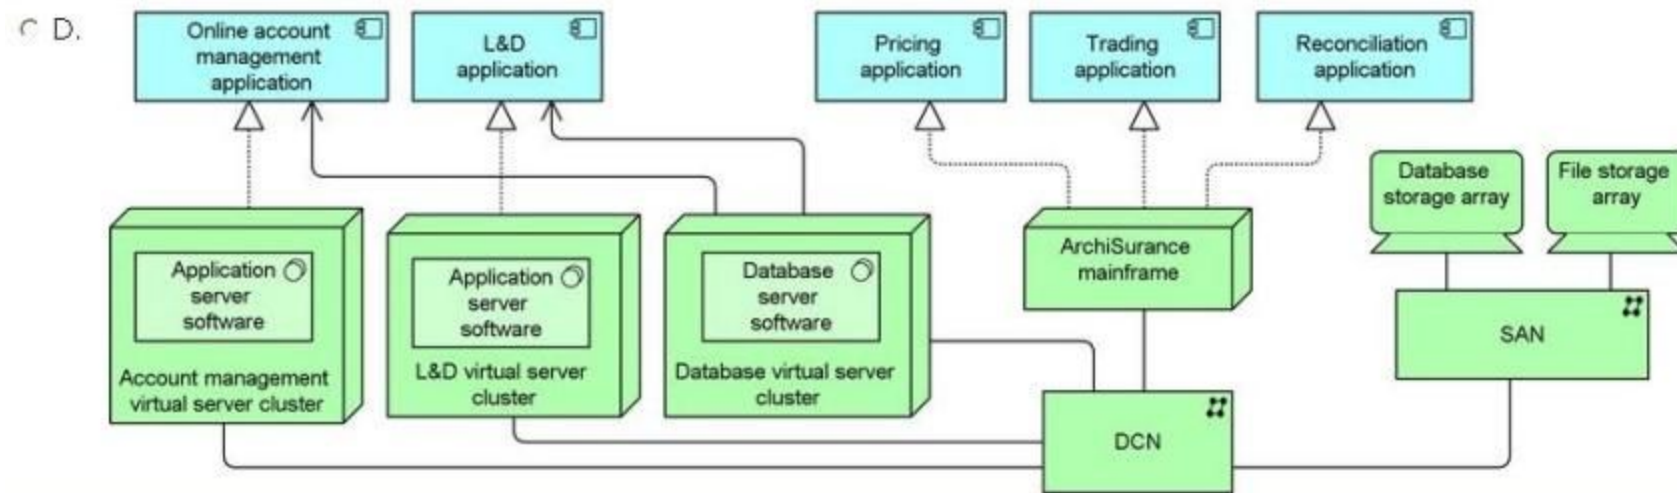 D.
Online account
management
application
L&D
application
Pricing
application
Trading
application
Reconciliation
application
Database
storage array
File storage
array
Application
server
software
Account management
virtual server cluster
Application
server
software
L&D virtual server
cluster
Database
server
software
Database virtual server
cluster
ArchiSurance
mainframe
SAN
DCN